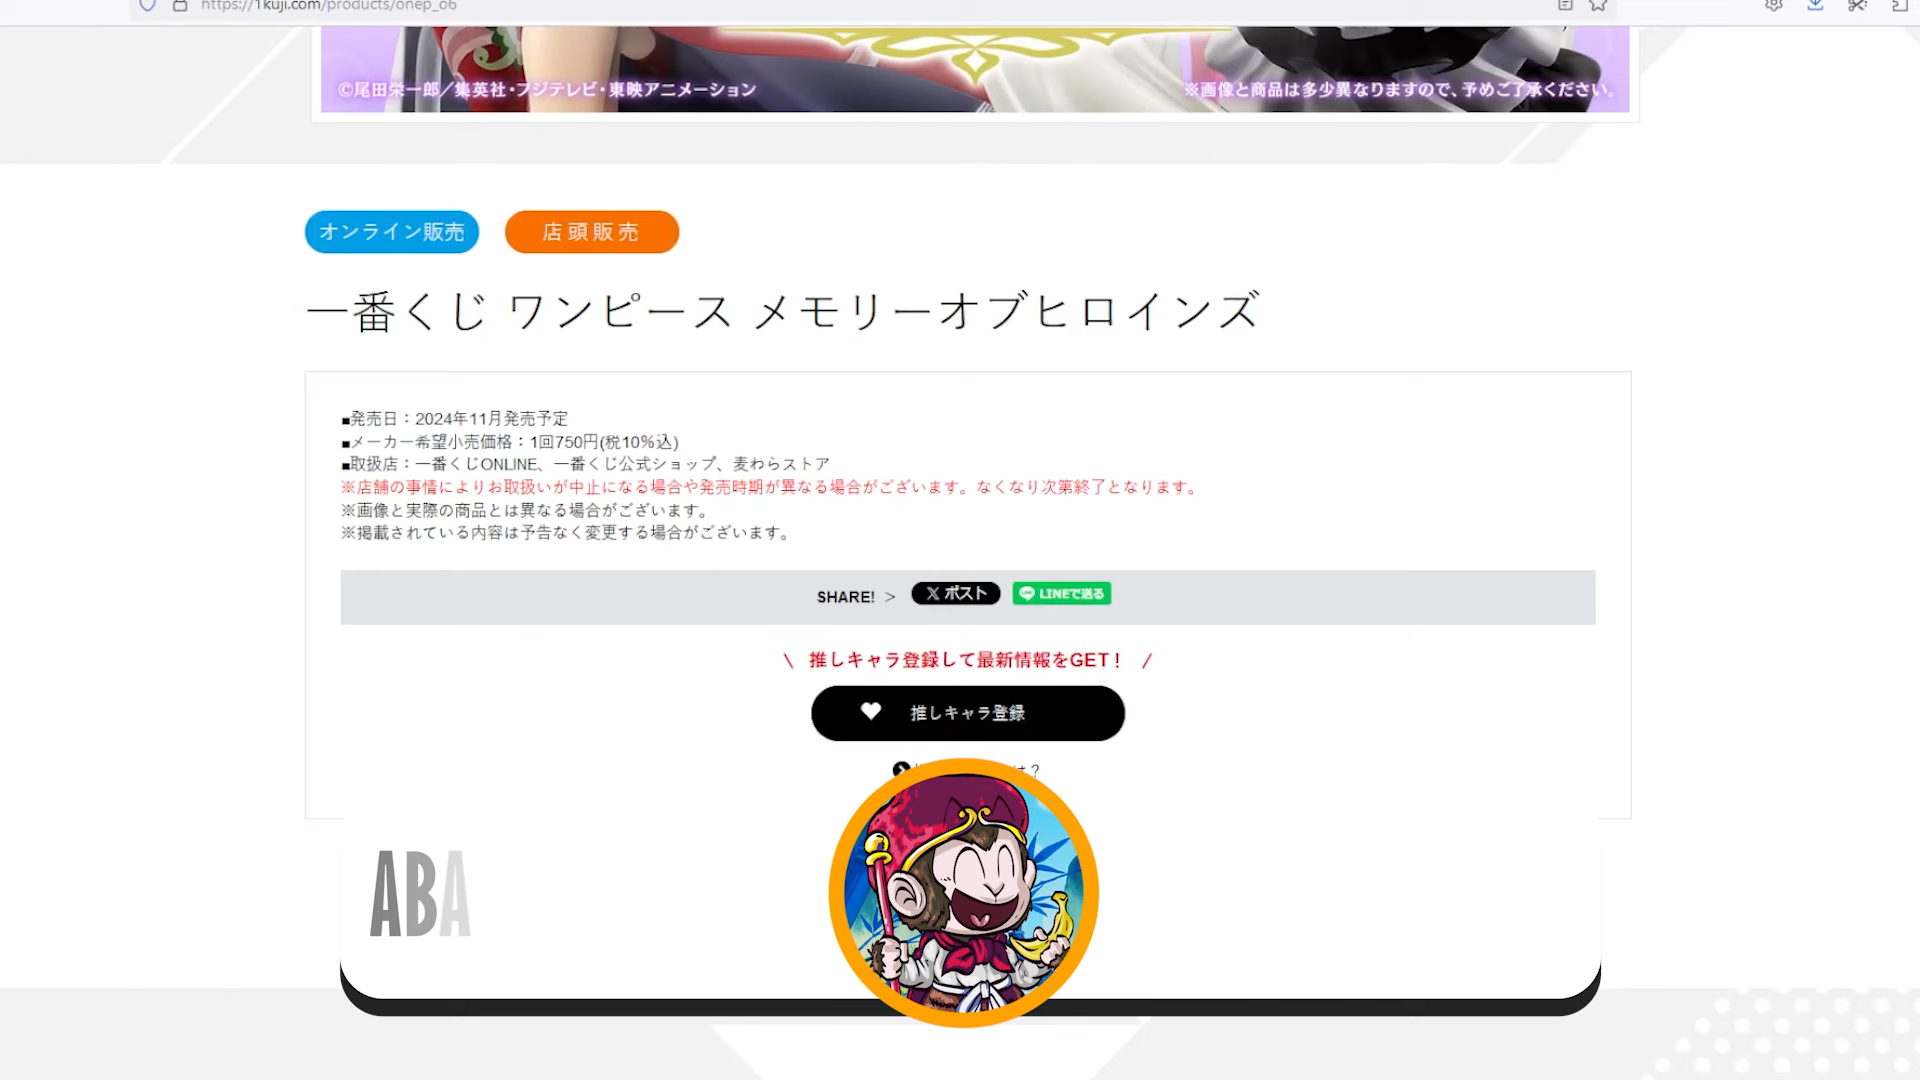 https://1kuji.com/products/onep_06
©尾田栄一郎／集英社・フジテレビ・東映アニメーション
※画像と商品は多少異なりますので、予めご了承ください。
オンライン販売
店頭販売
一番くじ ワンピース メモリーオブヒロインズ
■発売日：2024年11月発売予定
■メーカー希望小売価格：1回750円(税10%込)
■取扱店：一番くじONLINE、一番くじ公式ショップ、麦わらストア
※店舗の事情によりお取扱いが中止になる場合や発売時期が異なる場合がございます。なくなり次第終了となります。
※画像と実際の商品とは異なる場合がございます。
※掲載されている内容は予告なく変更する場合がございます。
SHARE! >
ポスト
LINEで送る
\ 推しキャラ登録して最新情報をGET！ /
推しキャラ登録
は？
ABA